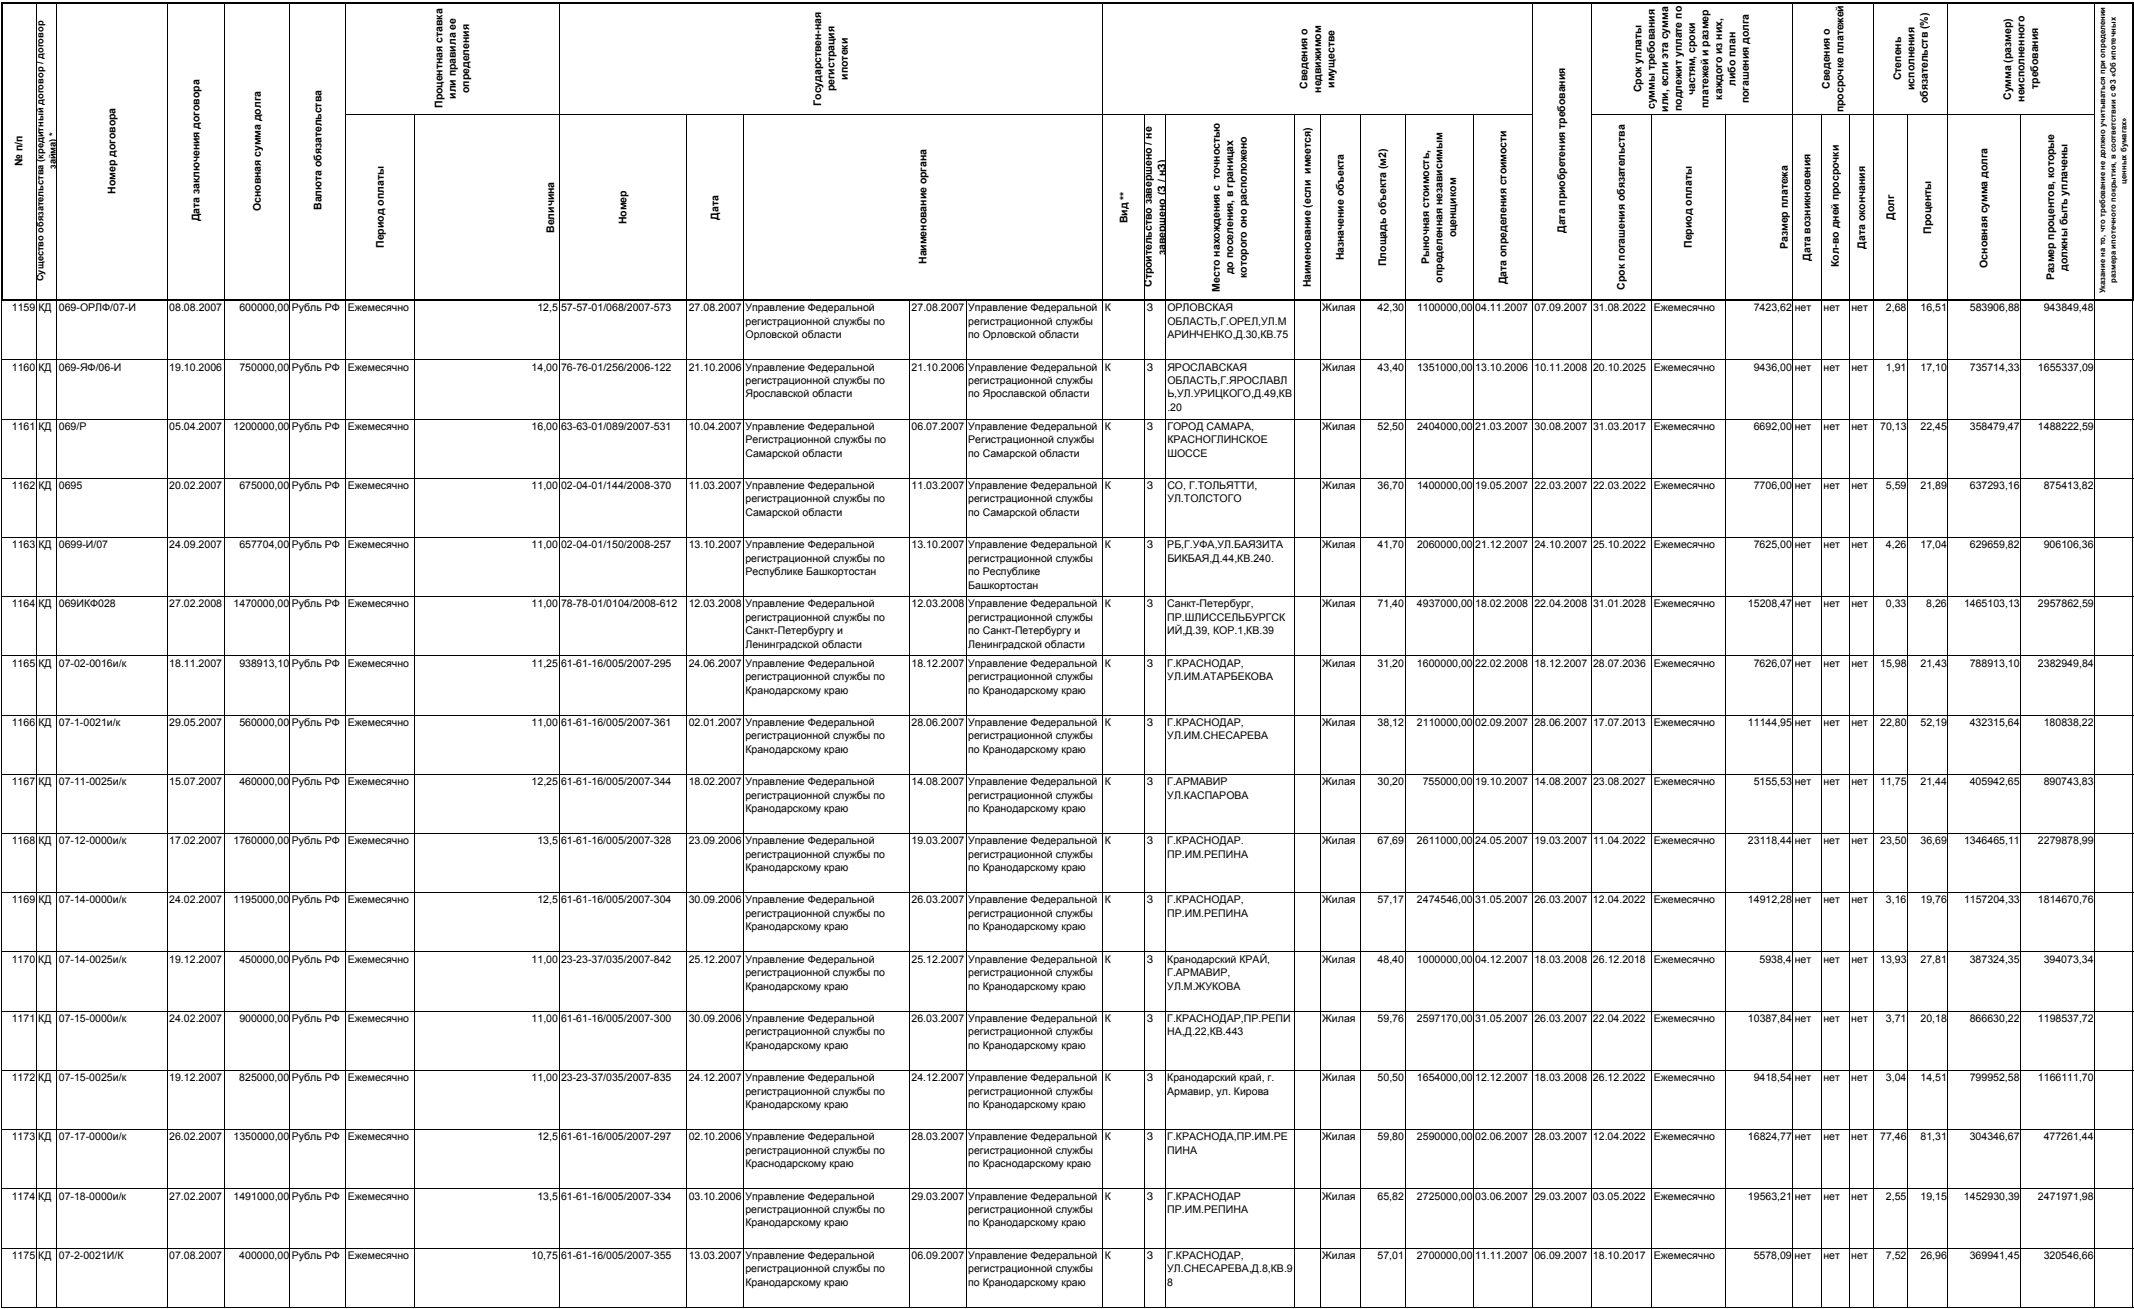 № п/п
Существо обязательства (кредитный договор / договор займа) *
Номер договора
Дата заключения договора
Основная сумма долга
Валюта обязательства
Процентная ставка или правила ее определения
Период оплаты
Величина
Государствен-ная регистрация ипотеки
Номер
Дата
Наименование органа
Сведения о недвижимом имуществе
Вид **
Строительство завершено / не завершено (З / нЗ)
Место нахождения с точностью до поселения, в границах которого оно расположено
Наименование (если имеется)
Назначение объекта
Площадь объекта (м2)
Рыночная стоимость, определенная независимым оценщиком
Дата определения стоимости
Дата приобретения требования
Срок уплаты суммы требования или, если эта сумма подлежит уплате по частям, сроки платежей и размер каждого из них, либо план погашения долга
Срок погашения обязательства
Период оплаты
Размер платежа
Сведения о просрочке платежей
Дата возникновения
Кол-во дней просрочки
Дата окончания
Степень исполнения обязательств (%)
Долг
Проценты
Сумма (размер) неисполненного требования
Основная сумма долга
Размер процентов, которые должны быть уплачены
Указание на то, что требование не должно учитываться при определении размера ипотечного покрытия, в соответствии с ФЗ «Об ипотечных ценных бумагах»
1159 КД 069-ОРЛФ/07-И 08.08.2007 600000,00 Рубль РФ Ежемесячно 12,5 57-57-01/068/2007-573 27.08.2007 Управление Федеральной регистрационной службы по Орловской области 27.08.2007 Управление Федеральной регистрационной службы по Орловской области К З ОРЛОВСКАЯ ОБЛАСТЬ,Г.ОРЕЛ,УЛ.МАРИНЧЕНКО,Д.30,КВ.75 Жилая 42,30 1100000,00 04.11.2007 07.09.2007 31.08.2022 Ежемесячно 7423,62 нет нет нет 2,68 16,51 583906,88 943849,48
1160 КД 069-ЯФ/06-И 19.10.2006 750000,00 Рубль РФ Ежемесячно 14,00 76-76-01/256/2006-122 21.10.2006 Управление Федеральной регистрационной службы по Ярославской области 21.10.2006 Управление Федеральной регистрационной службы по Ярославской области К З ЯРОСЛАВСКАЯ ОБЛАСТЬ,Г.ЯРОСЛАВЛЬ,УЛ.УРИЦКОГО,Д.49,КВ.20 Жилая 43,40 1351000,00 13.10.2006 10.11.2008 20.10.2025 Ежемесячно 9436,00 нет нет нет 1,91 17,10 735714,33 1655337,09
1161 КД 069/Р 05.04.2007 1200000,00 Рубль РФ Ежемесячно 16,00 63-63-01/089/2007-531 10.04.2007 Управление Федеральной Регистрационной службы по Самарской области 06.07.2007 Управление Федеральной Регистрационной службы по Самарской области К З ГОРОД САМАРА, КРАСНОГЛИНСКОЕ ШОССЕ Жилая 52,50 2404000,00 21.03.2007 30.08.2007 31.03.2017 Ежемесячно 6692,00 нет нет нет 70,13 22,45 358479,47 1488222,59
1162 КД 0695 20.02.2007 675000,00 Рубль РФ Ежемесячно 11,00 02-04-01/144/2008-370 11.03.2007 Управление Федеральной регистрационной службы по Самарской области 11.03.2007 Управление Федеральной регистрационной службы по Самарской области К З СО, Г.ТОЛЬЯТТИ, УЛ.ТОЛСТОГО Жилая 36,70 1400000,00 19.05.2007 22.03.2007 22.03.2022 Ежемесячно 7706,00 нет нет нет 5,59 21,89 637293,16 875413,82
1163 КД 0699-И/07 24.09.2007 657704,00 Рубль РФ Ежемесячно 11,00 02-04-01/150/2008-257 13.10.2007 Управление Федеральной регистрационной службы по Республике Башкортостан 13.10.2007 Управление Федеральной регистрационной службы по Республике Башкортостан К З РБ,Г.УФА,УЛ.БАЯЗИТА БИКБАЯ,Д.44,КВ.240. Жилая 41,70 2060000,00 21.12.2007 24.10.2007 25.10.2022 Ежемесячно 7625,00 нет нет нет 4,26 17,04 629659,82 906106,36
1164 КД 069ИКФ028 27.02.2008 1470000,00 Рубль РФ Ежемесячно 11,00 78-78-01/0104/2008-612 12.03.2008 Управление Федеральной регистрационной службы по Санкт-Петербургу и Ленинградской области 12.03.2008 Управление Федеральной регистрационной службы по Санкт-Петербургу и Ленинградской области К З Санкт-Петербург, ПР.ШЛИССЕЛЬБУРГСКИЙ,Д.39, КОР.1,КВ.39 Жилая 71,40 4937000,00 18.02.2008 22.04.2008 31.01.2028 Ежемесячно 15208,47 нет нет нет 0,33 8,26 1465103,13 2957862,59
1165 КД 07-02-0016и/к 18.11.2007 938913,10 Рубль РФ Ежемесячно 11,25 61-61-16/005/2007-295 24.06.2007 Управление Федеральной регистрационной службы по Кранодарскому краю 18.12.2007 Управление Федеральной регистрационной службы по Кранодарскому краю К З Г.КРАСНОДАР, УЛ.ИМ.АТАРБЕКОВА Жилая 31,20 1600000,00 22.02.2008 18.12.2007 28.07.2036 Ежемесячно 7626,07 нет нет нет 15,98 21,43 788913,10 2382949,84
1166 КД 07-1-0021и/к 29.05.2007 560000,00 Рубль РФ Ежемесячно 11,00 61-61-16/005/2007-361 02.01.2007 Управление Федеральной регистрационной службы по Кранодарскому краю 28.06.2007 Управление Федеральной регистрационной службы по Кранодарскому краю К З Г.КРАСНОДАР, УЛ.ИМ.СНЕСАРЕВА Жилая 38,12 2110000,00 02.09.2007 28.06.2007 17.07.2013 Ежемесячно 11144,95 нет нет нет 22,80 52,19 432315,64 180838,22
1167 КД 07-11-0025и/к 15.07.2007 460000,00 Рубль РФ Ежемесячно 12,25 61-61-16/005/2007-344 18.02.2007 Управление Федеральной регистрационной службы по Кранодарскому краю 14.08.2007 Управление Федеральной регистрационной службы по Кранодарскому краю К З Г.АРМАВИР УЛ.КАСПАРОВА Жилая 30,20 755000,00 19.10.2007 14.08.2007 23.08.2027 Ежемесячно 5155,53 нет нет нет 11,75 21,44 405942,65 890743,83
1168 КД 07-12-0000и/к 17.02.2007 1760000,00 Рубль РФ Ежемесячно 13,5 61-61-16/005/2007-328 23.09.2006 Управление Федеральной регистрационной службы по Кранодарскому краю 19.03.2007 Управление Федеральной регистрационной службы по Кранодарскому краю К З Г.КРАСНОДАР. ПР.ИМ.РЕПИНА Жилая 67,69 2611000,00 24.05.2007 19.03.2007 11.04.2022 Ежемесячно 23118,44 нет нет нет 23,50 36,69 1346465,11 2279878,99
1169 КД 07-14-0000и/к 24.02.2007 1195000,00 Рубль РФ Ежемесячно 12,5 61-61-16/005/2007-304 30.09.2006 Управление Федеральной регистрационной службы по Кранодарскому краю 26.03.2007 Управление Федеральной регистрационной службы по Кранодарскому краю К З Г.КРАСНОДАР, ПР.ИМ.РЕПИНА Жилая 57,17 2474546,00 31.05.2007 26.03.2007 12.04.2022 Ежемесячно 14912,28 нет нет нет 3,16 19,76 1157204,33 1814670,76
1170 КД 07-14-0025и/к 19.12.2007 450000,00 Рубль РФ Ежемесячно 11,00 23-23-37/035/2007-842 25.12.2007 Управление Федеральной регистрационной службы по Кранодарскому краю 25.12.2007 Управление Федеральной регистрационной службы по Кранодарскому краю К З Кранодарский КРАЙ, Г.АРМАВИР, УЛ.М.ЖУКОВА Жилая 48,40 1000000,00 04.12.2007 18.03.2008 26.12.2018 Ежемесячно 5938,4 нет нет нет 13,93 27,81 387324,35 394073,34
1171 КД 07-15-0000и/к 24.02.2007 900000,00 Рубль РФ Ежемесячно 11,00 61-61-16/005/2007-300 30.09.2006 Управление Федеральной регистрационной службы по Кранодарскому краю 26.03.2007 Управление Федеральной регистрационной службы по Кранодарскому краю К З Г.КРАСНОДАР,ПР.РЕПИНА,Д.22,КВ.443 Жилая 59,76 2597170,00 31.05.2007 26.03.2007 22.04.2022 Ежемесячно 10387,84 нет нет нет 3,71 20,18 866630,22 1198537,72
1172 КД 07-15-0025и/к 19.12.2007 825000,00 Рубль РФ Ежемесячно 11,00 23-23-37/035/2007-835 24.12.2007 Управление Федеральной регистрационной службы по Кранодарскому краю 24.12.2007 Управление Федеральной регистрационной службы по Кранодарскому краю К З Кранодарский край, г. Армавир, ул. Кирова Жилая 50,50 1654000,00 12.12.2007 18.03.2008 26.12.2022 Ежемесячно 9418,54 нет нет нет 3,04 14,51 799952,58 1166111,70
1173 КД 07-17-0000и/к 26.02.2007 1350000,00 Рубль РФ Ежемесячно 12,5 61-61-16/005/2007-297 02.10.2006 Управление Федеральной регистрационной службы по Краснодарскому краю 28.03.2007 Управление Федеральной регистрационной службы по Краснодарскому краю К З Г.КРАСНОДА,ПР.ИМ.РЕПИНА Жилая 59,80 2590000,00 02.06.2007 28.03.2007 12.04.2022 Ежемесячно 16824,77 нет нет нет 77,46 81,31 304346,67 477261,44
1174 КД 07-18-0000и/к 27.02.2007 1491000,00 Рубль РФ Ежемесячно 13,5 61-61-16/005/2007-334 03.10.2006 Управление Федеральной регистрационной службы по Кранодарскому краю 29.03.2007 Управление Федеральной регистрационной службы по Кранодарскому краю К З Г.КРАСНОДАР ПР.ИМ.РЕПИНА Жилая 65,82 2725000,00 03.06.2007 29.03.2007 03.05.2022 Ежемесячно 19563,21 нет нет нет 2,55 19,15 1452930,39 2471971,98
1175 КД 07-2-0021И/К 07.08.2007 400000,00 Рубль РФ Ежемесячно 10,75 61-61-16/005/2007-355 13.03.2007 Управление Федеральной регистрационной службы по Кранодарскому краю 06.09.2007 Управление Федеральной регистрационной службы по Кранодарскому краю К З Г.КРАСНОДАР, УЛ.СНЕСАРЕВА,Д.8,КВ.98 Жилая 57,01 2700000,00 11.11.2007 06.09.2007 18.10.2017 Ежемесячно 5578,09 нет нет нет 7,52 26,96 369941,45 320546,66